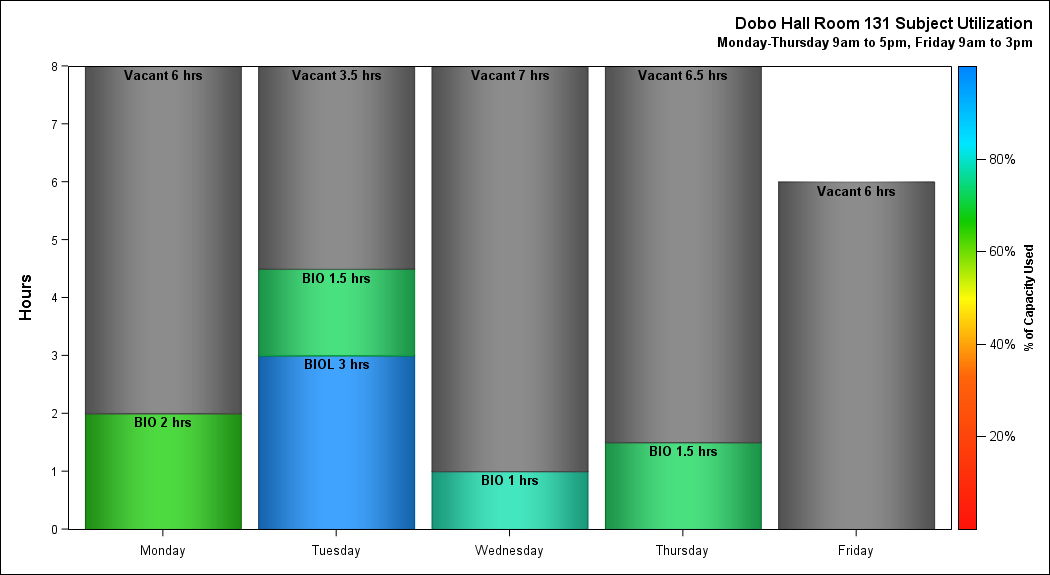 Dobo Hall Room 131 Subject Utilization
Monday-Thursday 9am to 5pm, Friday 9am to 3pm
8
7
6
5
4
3
2
1
0
Hours
Vacant 6 hrs
BIO 2 hrs
Vacant 3.5 hrs
BIO 1.5 hrs
BIOL 3 hrs
Vacant 7 hrs
BIO 1 hrs
Vacant 6.5 hrs
BIO 1.5 hrs
Vacant 6 hrs
Monday
Tuesday
Wednesday
Thursday
Friday
80%
60%
40%
20%
% of Capacity Used